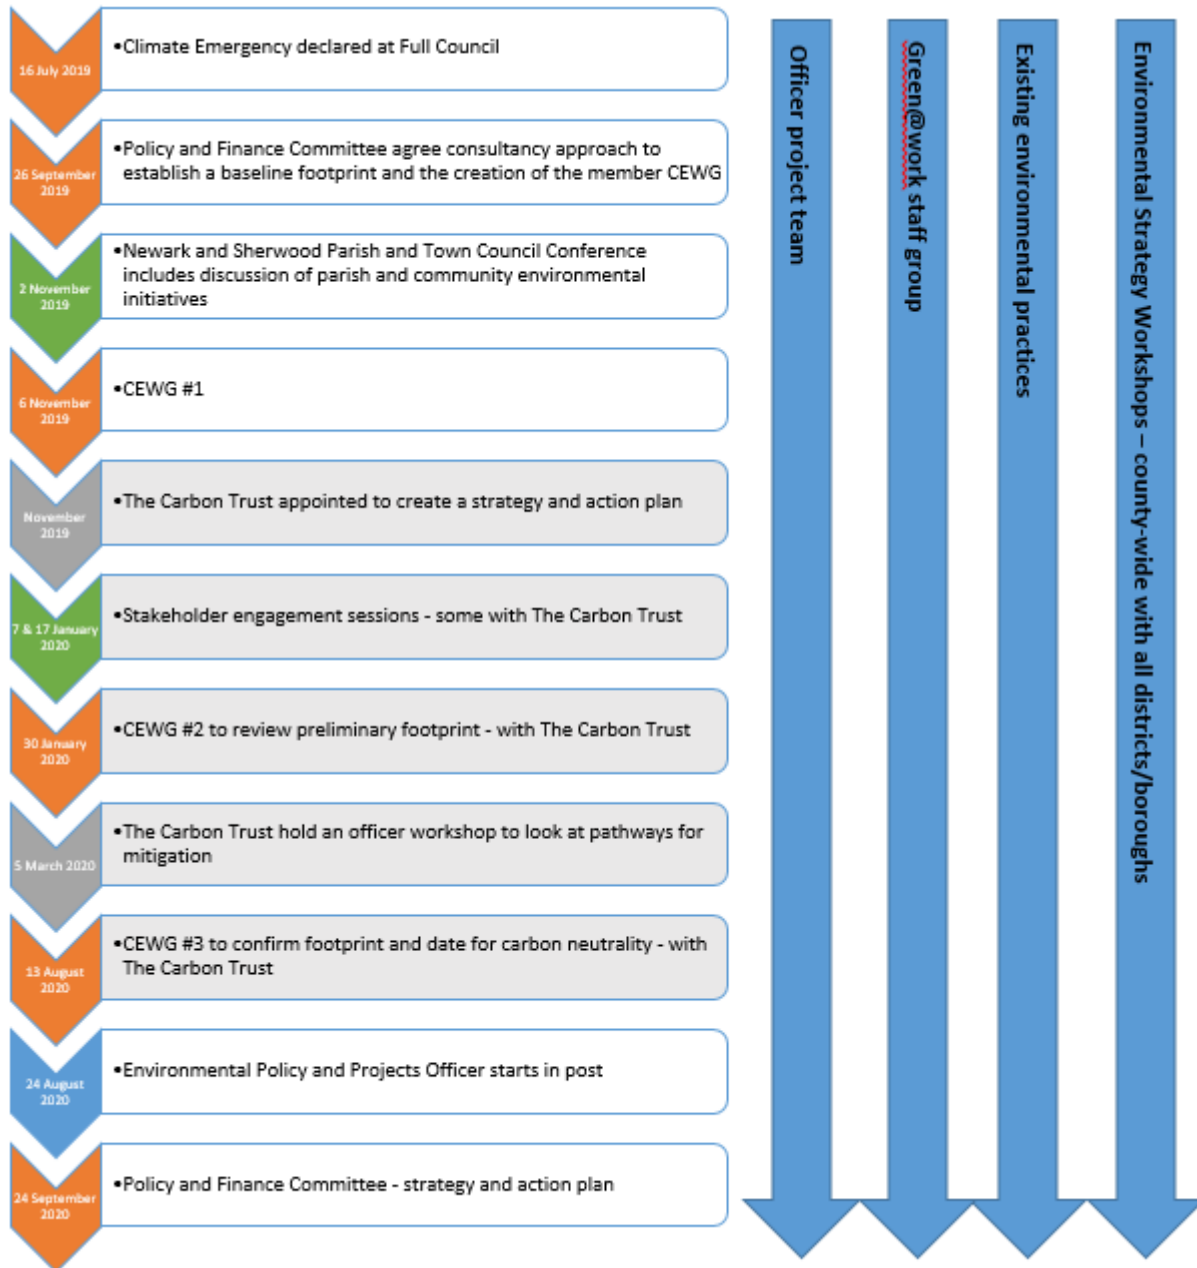 16 July 2019
•Climate Emergency declared at Full Council
26 September
2019
•Policy and Finance Committee agree consultancy approach to
establish a baseline footprint and the creation of the member CEWG
2 November
2019
•Newark and Sherwood Parish and Town Council Conference
includes discussion of parish and community environmental
initiatives
6 November
2019
•CEWG #1
November
2019
•The Carbon Trust appointed to create a strategy and action plan
7 & 17 January
2020
•Stakeholder engagement sessions - some with The Carbon Trust
30 January
2020
•CEWG #2 to review preliminary footprint - with The Carbon Trust
5 March 2020
•The Carbon Trust hold an officer workshop to look at pathways for
mitigation
13 August
2020
•CEWG #3 to confirm footprint and date for carbon neutrality - with
The Carbon Trust
24 August
2020
•Environmental Policy and Projects Officer starts in post
24 September
2020
•Policy and Finance Committee - strategy and action plan
Officer project team
Green@work staff group
Existing environmental practices
Environmental Strategy Workshops – county-wide with all districts/boroughs